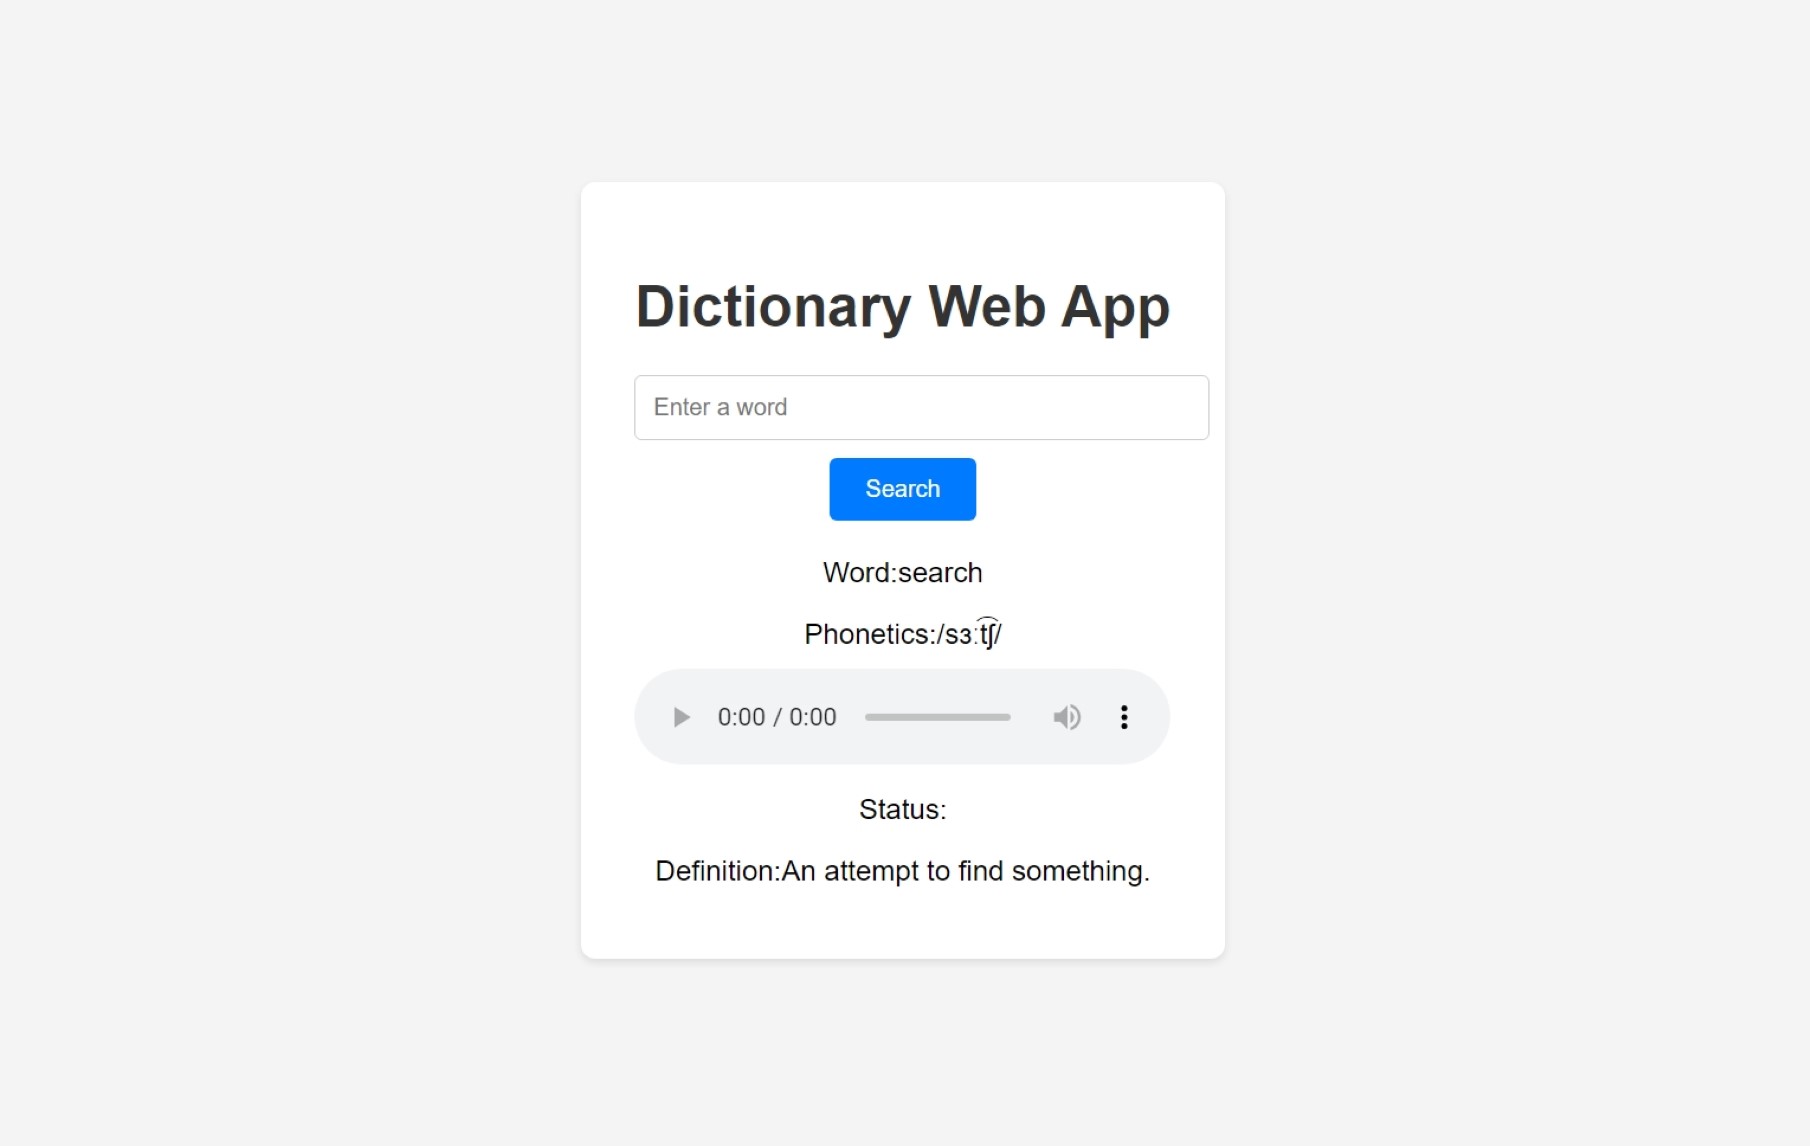 Dictionary Web App
Enter a word
Search
Word:search
Phonetics:/sɜːt͡ʃ/
0:00 / 0:00
Status:
Definition:An attempt to find something.